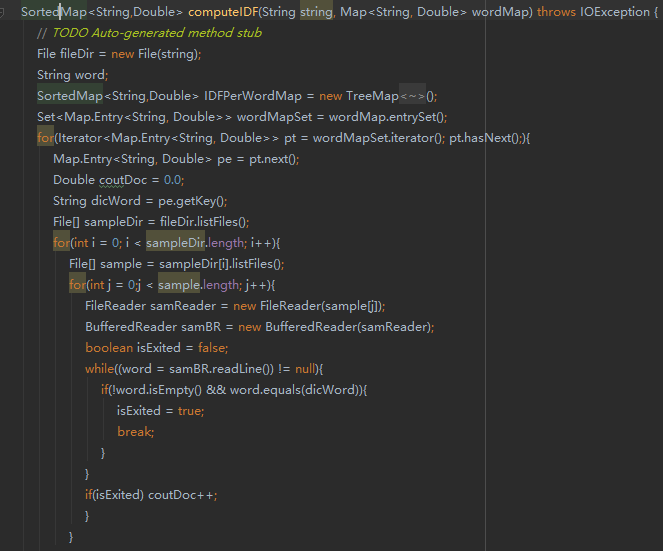 SortedMap<String,Double> computeIDF(String string, Map<String, Double> wordMap) throws IOException {
// TODO Auto-generated method stub
File fileDir = new File(string);
String word;
SortedMap<String,Double> IDFPerWordMap = new TreeMap<~>();
Set<Map.Entry<String, Double>> wordMapSet = wordMap.entrySet();
for(Iterator<Map.Entry<String, Double>> pt = wordMapSet.iterator(); pt.hasNext();){
Map.Entry<String, Double> pe = pt.next();
Double coutDoc = 0.0;
String dicWord = pe.getKey();
File[] sampleDir = fileDir.listFiles();
for(int i = 0; i < sampleDir.length; i++){
File[] sample = sampleDir[i].listFiles();
for(int j = 0;j < sample.length; j++){
FileReader samReader = new FileReader(sample[j]);
BufferedReader samBR = new BufferedReader(samReader);
boolean isExited = false;
while((word = samBR.readLine()) != null){
if(!word.isEmpty() && word.equals(dicWord)){
isExited = true;
break;
}
}
if(isExited) coutDoc++;
}
}